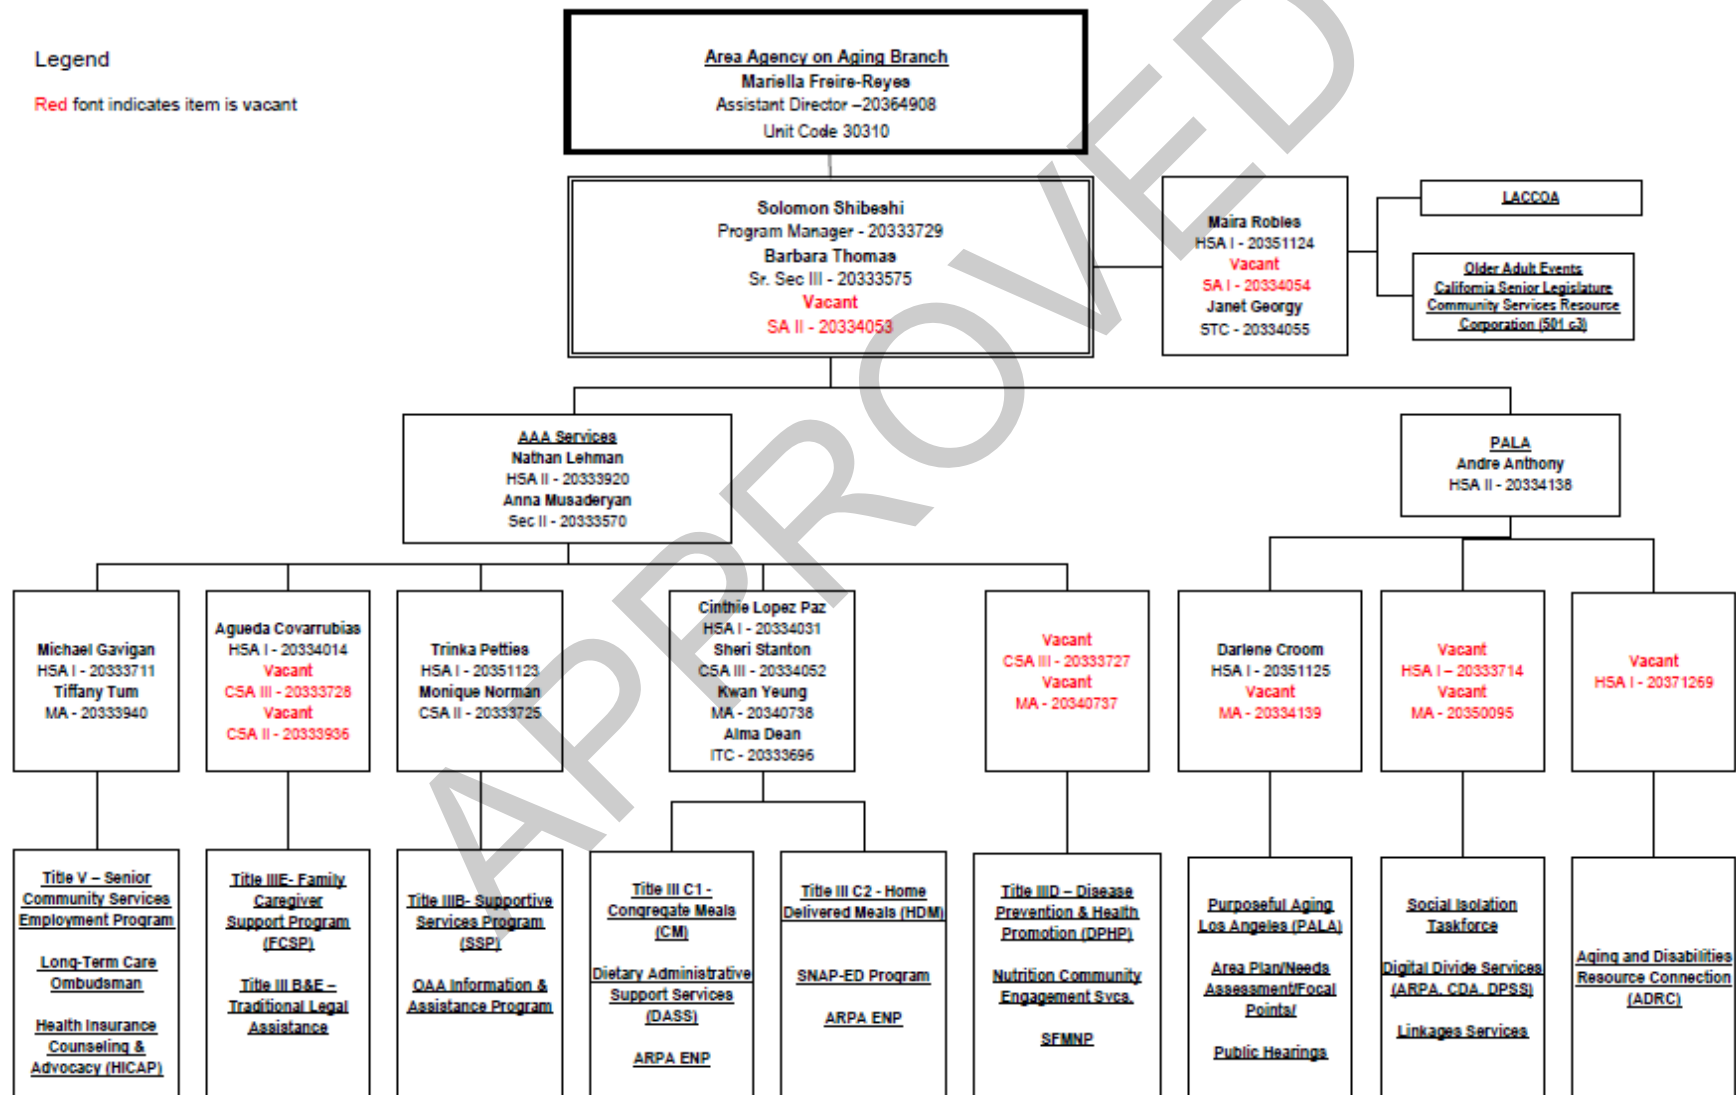 Legend
Red font indicates item is vacant
Area Agency on Aging Branch
Mariella Freire-Reyes
Assistant Director –20364908
Unit Code 30310
Solomon Shibeshi
Program Manager - 20333729
Barbara Thomas
Sr. Sec III - 20333575
Vacant
SA II - 20334053
Maira Robles
HSA I - 20351124
Vacant
SA I - 20334054
Janet Georgy
STC - 20334055
LACCOA
Older Adult Events
California Senior Legislature
Community Services Resource
Corporation (501 c3)
AAA Services
Nathan Lehman
HSA II - 20333920
Anna Musaderyan
Sec II - 20333570
PALA
Andre Anthony
HSA II - 20334138
Michael Gavigan
HSA I - 20333711
Tiffany Tum
MA - 20333940
Agueda Covarrubias
HSA I - 20334014
Vacant
CSA III - 20333728
Vacant
CSA II - 20333936
Trinka Petties
HSA I - 20351123
Monique Norman
CSA II - 20333725
Cinthie Lopez Paz
HSA I - 20334031
Sheri Stanton
CSA III - 20334052
Kwan Yeung
MA - 20340738
Alma Dean
ITC - 20333696
Vacant
CSA III - 20333727
Vacant
MA - 20340737
Darlene Croom
HSA I - 20351125
Vacant
MA - 20334139
Vacant
HSA I – 20333714
Vacant
MA - 20350095
Vacant
HSA I - 20371269
Title V – Senior
Community Services
Employment Program
Long-Term Care
Ombudsman
Health Insurance
Counseling &
Advocacy (HICAP)
Title IIIE- Family
Caregiver
Support Program
(FCSP)
Title III B&E –
Traditional Legal
Assistance
Title IIIB- Supportive
Services Program
(SSP)
OAA Information &
Assistance Program
Title III C1 -
Congregate Meals
(CM)
Dietary Administrative
Support Services
(DASS)
ARPA ENP
Title III C2 - Home
Delivered Meals (HDM)
SNAP-ED Program
ARPA ENP
Title IIID – Disease
Prevention & Health
Promotion (DPHP)
Nutrition Community
Engagement Svcs.
SFMNP
Purposeful Aging
Los Angeles (PALA)
Area Plan/Needs
Assessment/Focal
Points/
Public Hearings
Social Isolation
Taskforce
Digital Divide Services
(ARPA, CDA, DPSS)
Linkages Services
Aging and Disabilities
Resource Connection
(ADRC)
APPROVED